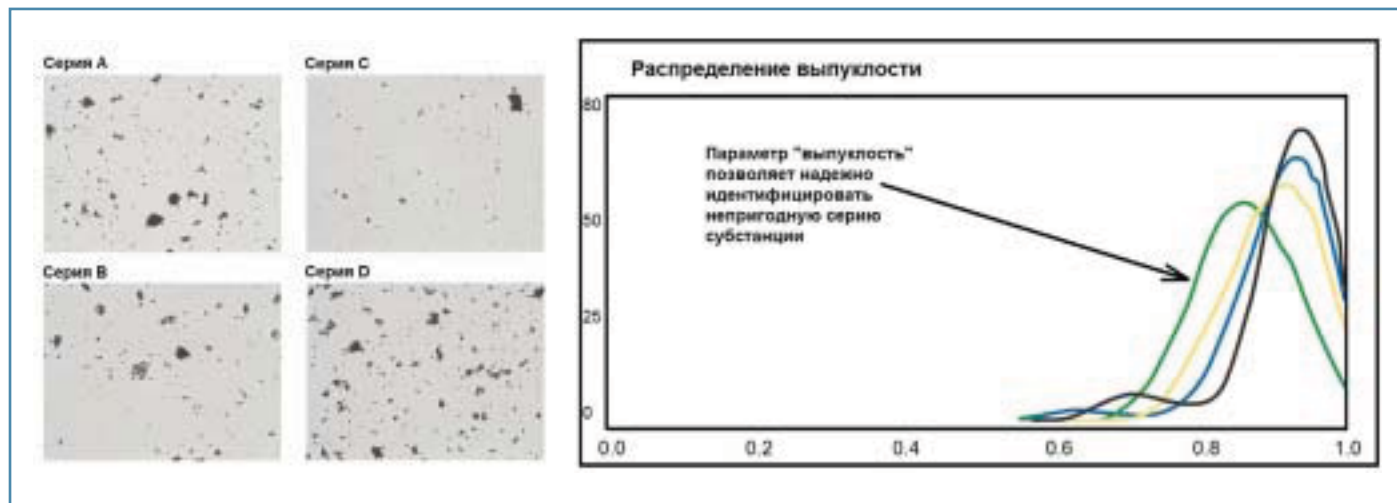 Серия А
Серия С
Серия В
Серия D
Распределение выпуклости
80
50
25
0
Параметр "выпуклость"
позволяет надежно
идентифицировать
непригодную серию
субстанции
0.0 0.2 0.4 0.6 0.8 1.0